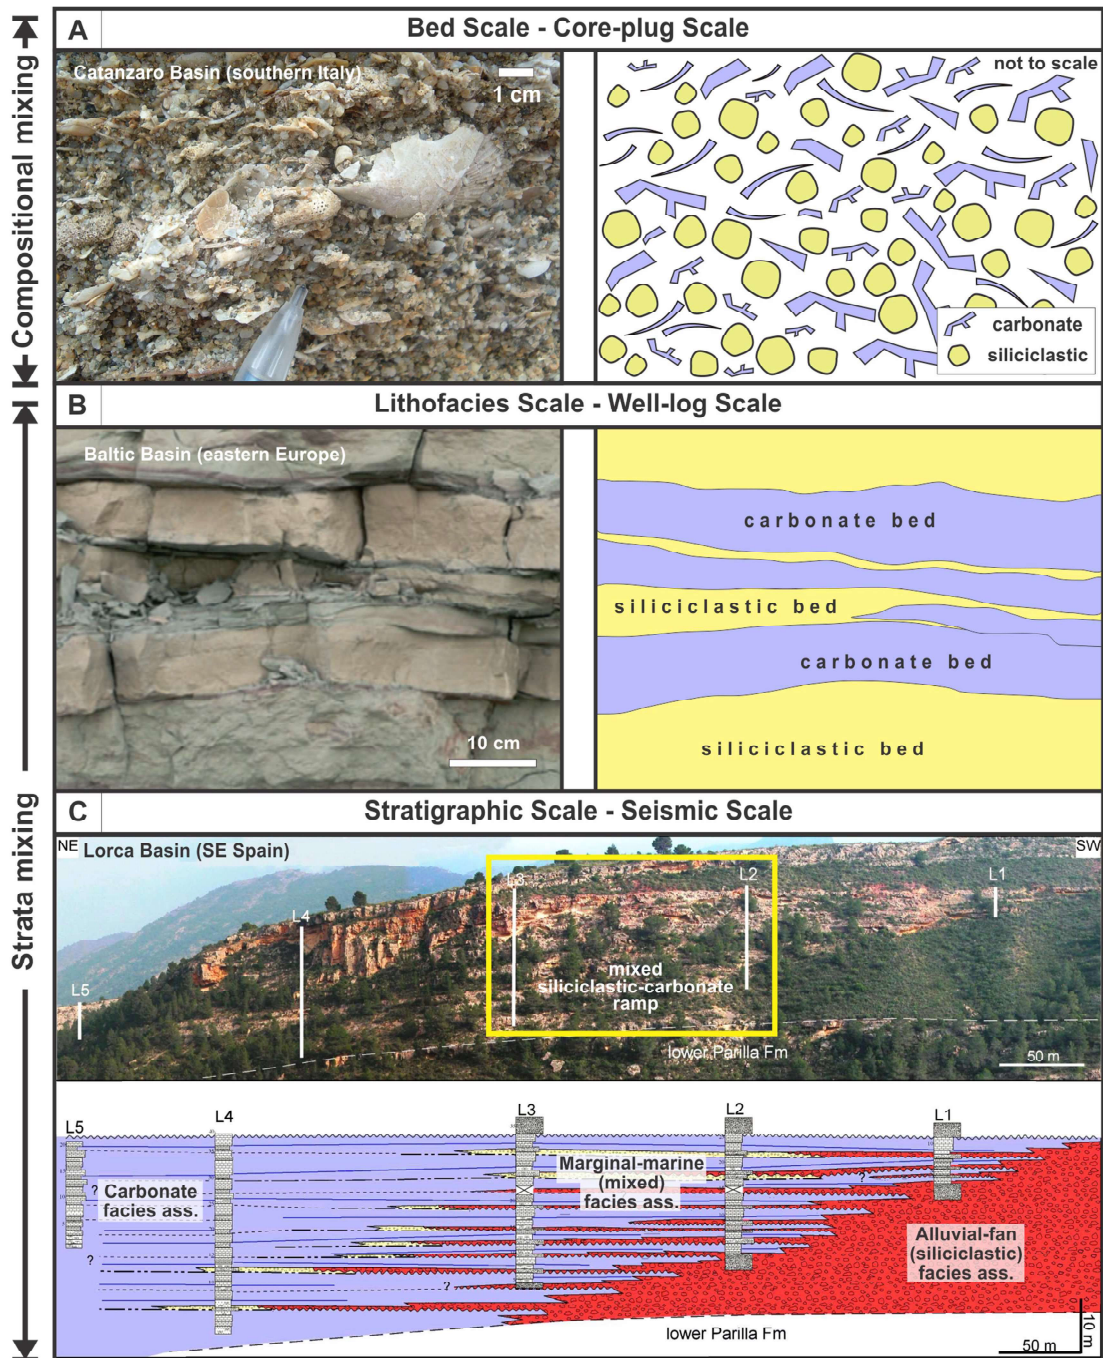 Compositional mixing
Strata mixing
A
Bed Scale - Core-plug Scale
Catanzaro Basin (southern Italy)
1 cm
not to scale
carbonate
siliciclastic
B
Lithofacies Scale - Well-log Scale
Baltic Basin (eastern Europe)
10 cm
carbonate bed
siliciclastic bed
carbonate bed
siliciclastic bed
C
Stratigraphic Scale - Seismic Scale
NE
Lorca Basin (SE Spain)
SW
L5
L4
L3
L2
L1
mixed
siliciclastic-carbonate
ramp
lower Parilla Fm
50 m
L5
L4
L3
L2
L1
Carbonate
facies ass.
Marginal-marine
(mixed)
facies ass.
Alluvial-fan
(siliciclastic)
facies ass.
?
?
?
?
lower Parilla Fm
50 m
10 m